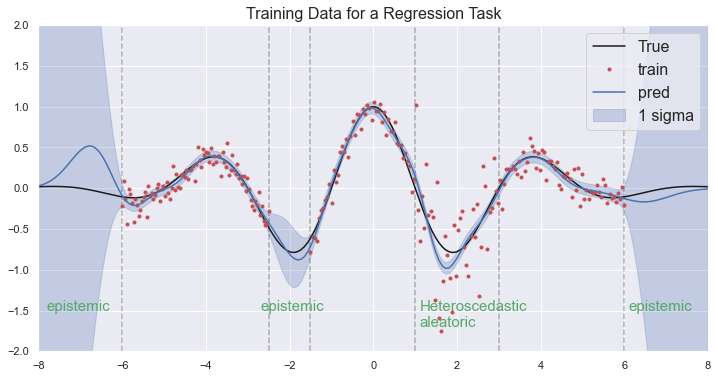 Training Data for a Regression Task
2.0
1.5
1.0
0.5
0.0
−0.5
−1.0
−1.5
−2.0
True
train
pred
1 sigma
epistemic
epistemic
Heteroscedastic
aleatoric
epistemic
−8 −6 −4 −2 0 2 4 6 8